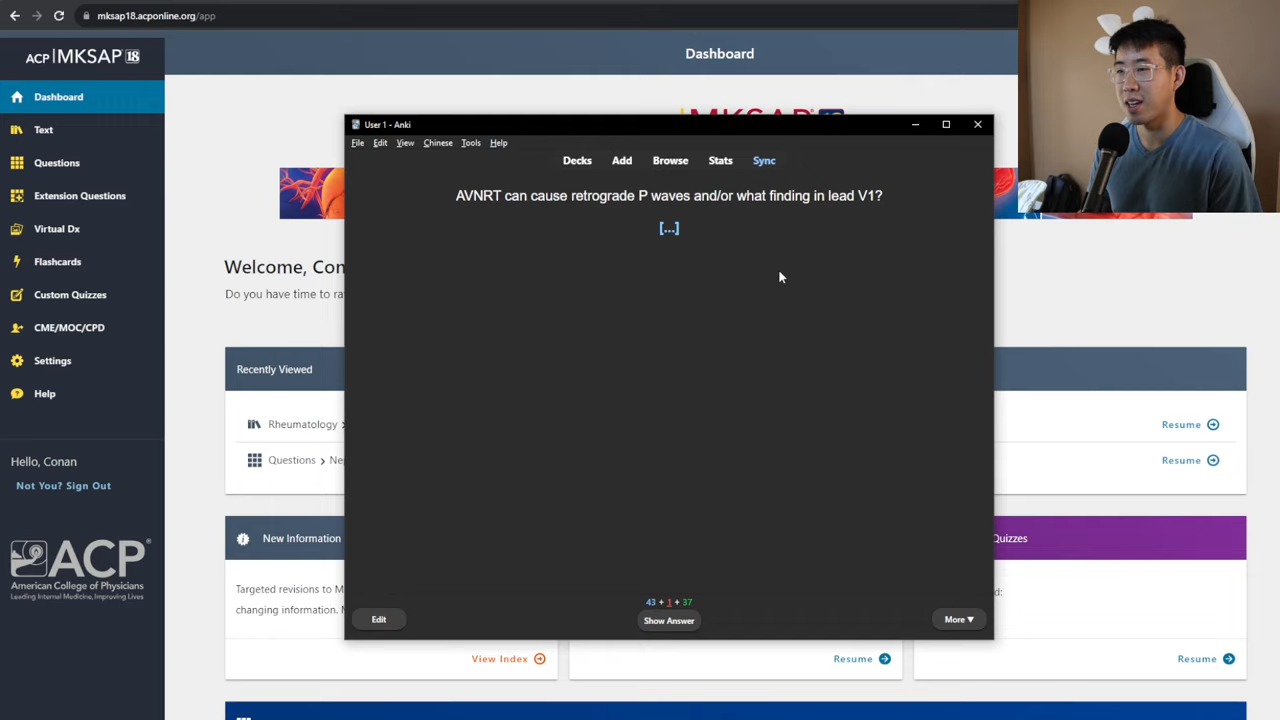 mksap18.acponline.org/app
ACP MKSAP 18
Dashboard
Dashboard
Text
Questions
Extension Questions
Virtual Dx
Flashcards
Custom Quizzes
CME/MOC/CPD
Settings
Help
Hello, Conan
Not You? Sign Out
ACP®
American College of Physicians
Leading Internal Medicine, Improving Lives
User 1 - Anki
File Edit View Chinese Tools Help
Decks Add Browse Stats Sync
AVNRT can cause retrograde P waves and/or what finding in lead V1?
[...]
43 + 1 + 37
Edit
Show Answer
More ▼
Welcome,
Do you have time to
Recently Viewed
Rheumatology
Resume
Questions >
Resume
New Information
Targeted revisions to
changing information.
View Index
Resume
Quizzes
Resume